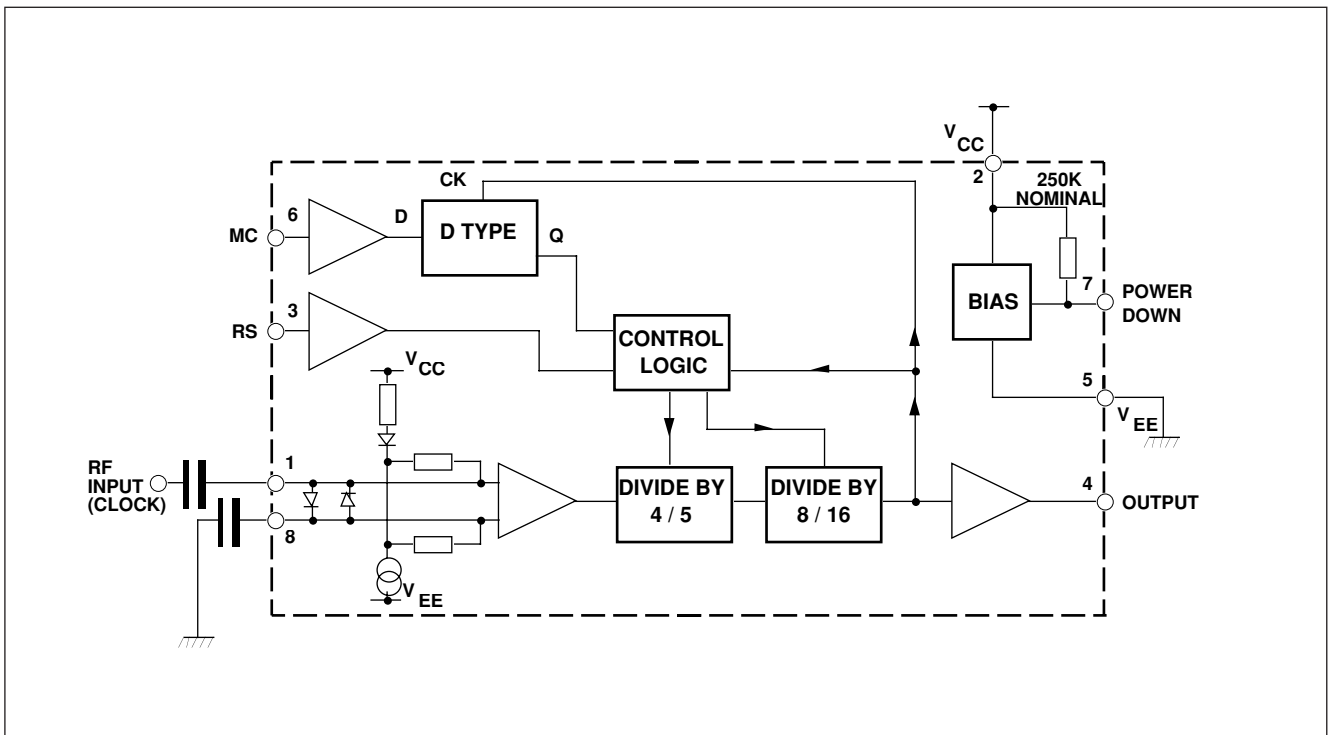 V
CC
2
250K
NOMINAL
CK
6
MC
D
D TYPE
Q
3
RS
BIAS
7
POWER
DOWN
CONTROL
LOGIC
V
CC
5
V
EE
RF
INPUT
(CLOCK)
1
8
DIVIDE BY
4 / 5
DIVIDE BY
8 / 16
4
OUTPUT
V
EE